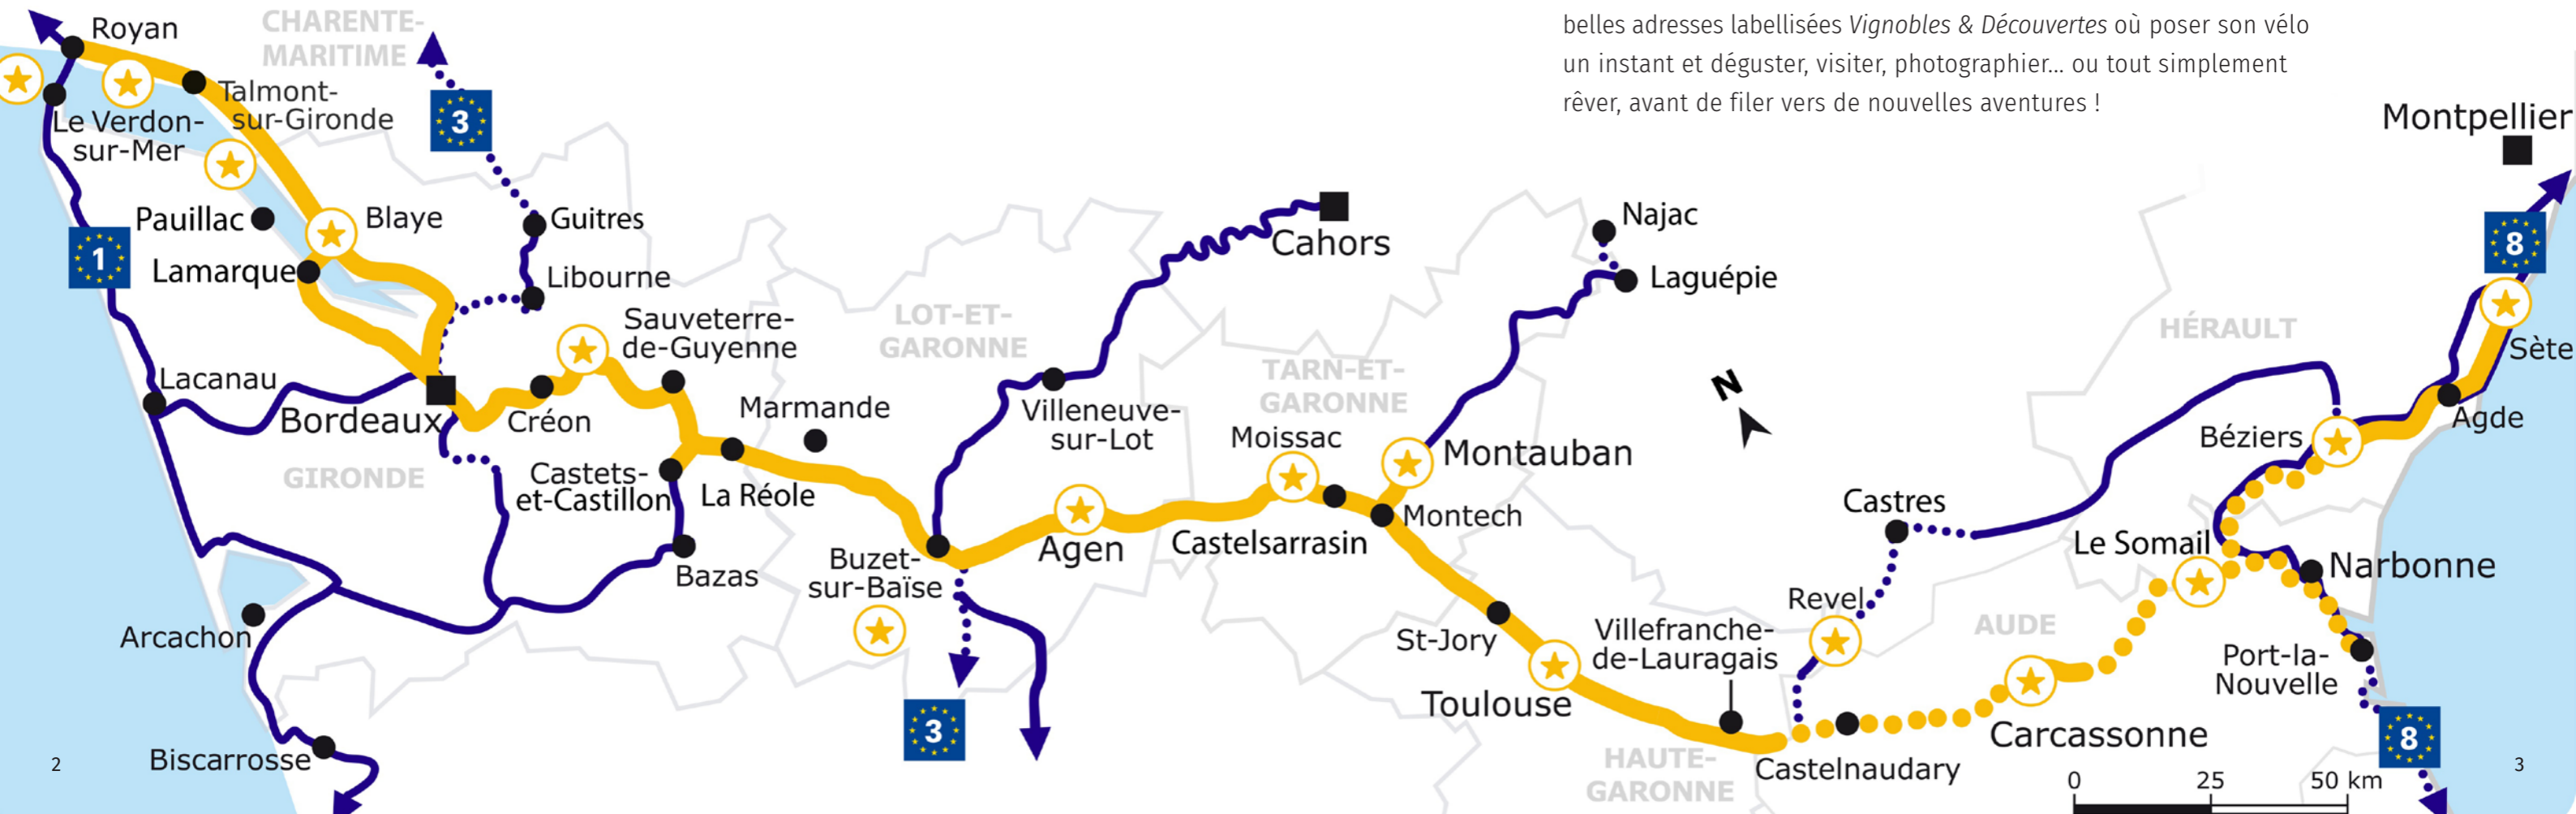 belles adresses labellisées Vignobles & Découvertes où poser son vélo
un instant et déguster, visiter, photographier... ou tout simplement
rêver, avant de filer vers de nouvelles aventures !
Royan
CHARENTE-
MARITIME
Talmont-
sur-Gironde
Le Verdon-
sur-Mer
3
Montpellier
Pauillac
Blaye
Guitres
1
Lamarque
Libourne
Cahors
Najac
Laguépie
8
Sauveterre-
de-Guyenne
LOT-ET-
GARONNE
HÉRAULT
Sète
Lacanau
Bordeaux
Créon
Marmande
Villeneuve-
sur-Lot
TARN-ET-
GARONNE
Moissac
Montauban
N
Béziers
Agde
GIRONDE
Castets-
et-Castillon
La Réole
Agen
Castelsarrasin
Montech
Castres
Le Somail
Narbonne
Bazas
Buzet-
sur-Baïse
Revel
Arcachon
St-Jory
Villefranche-
de-Lauragais
AUDE
Port-la-
Nouvelle
Toulouse
3
Carcassonne
8
Biscarrosse
HAUTE-
GARONNE
Castelnaudary
0 25 50 km
2
3